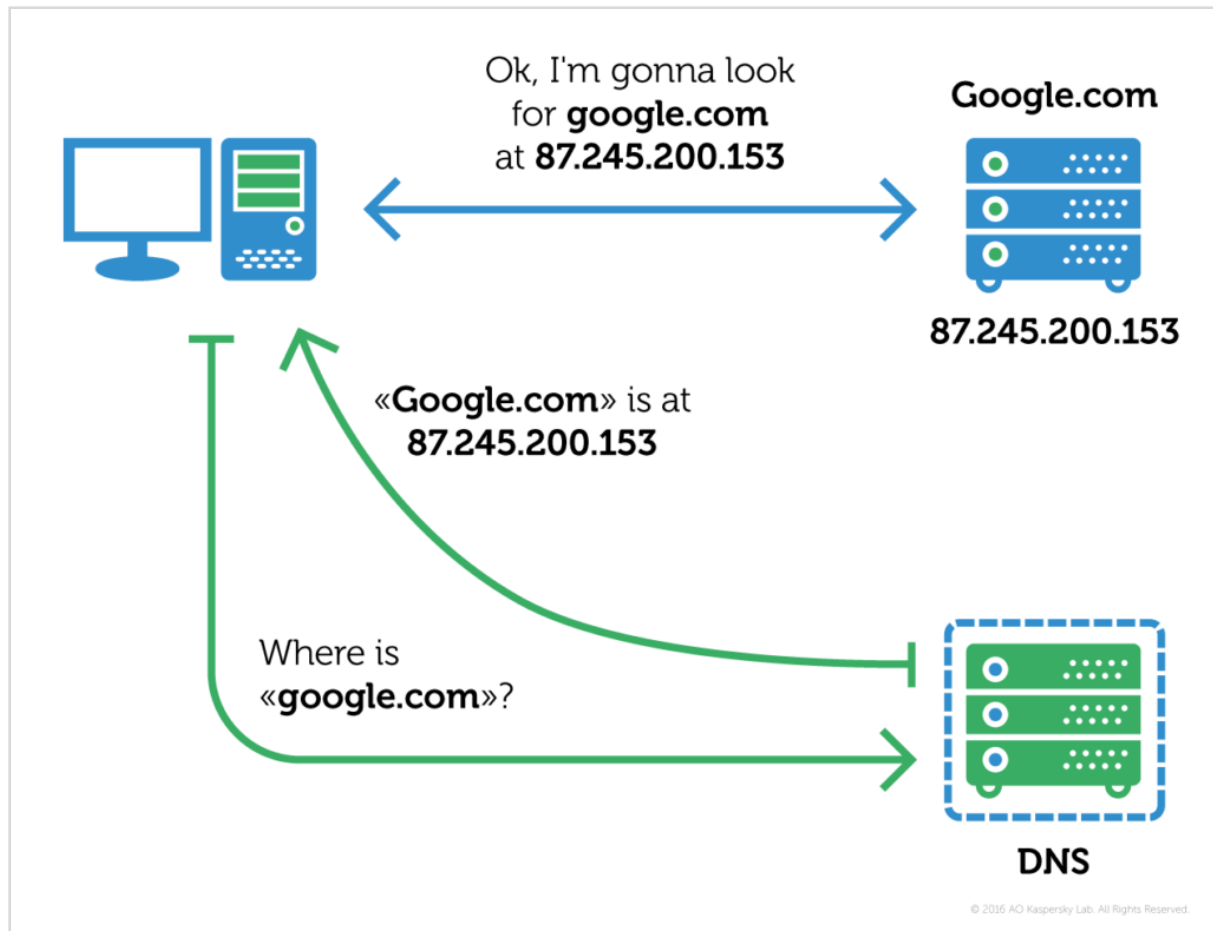 Ok, I'm gonna look
for google.com
at 87.245.200.153
Google.com
87.245.200.153
«Google.com» is at
87.245.200.153
Where is
«google.com»?
DNS
© 2016 AO Kaspersky Lab. All Rights Reserved.